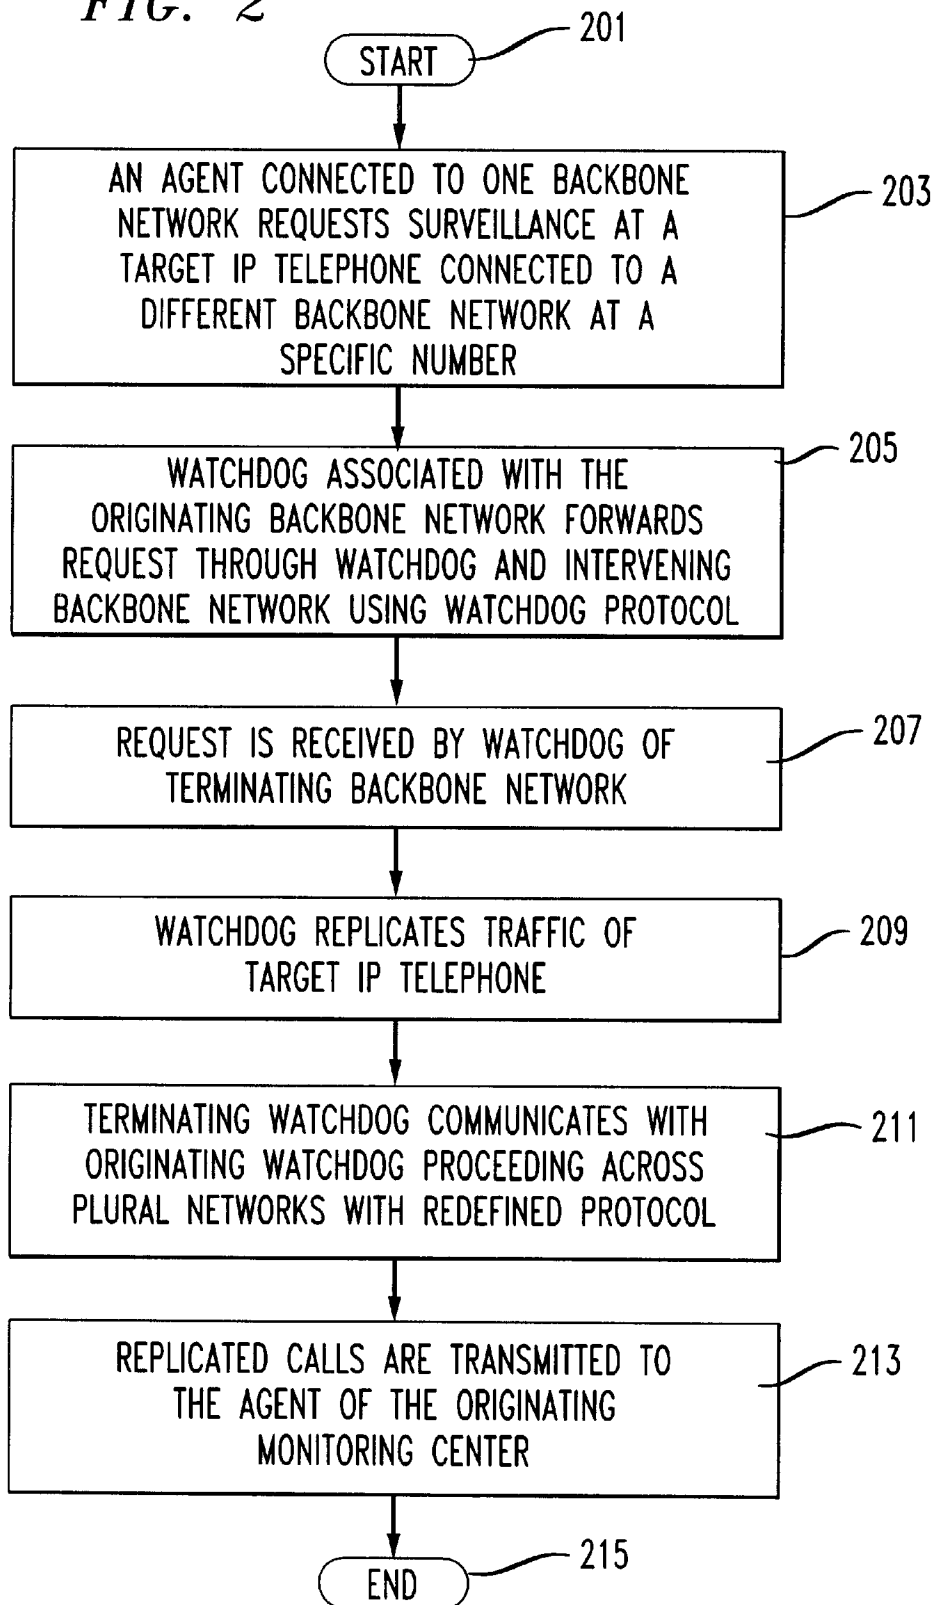 FIG. 2
START
201
AN AGENT CONNECTED TO ONE BACKBONE
NETWORK REQUESTS SURVEILLANCE AT A
TARGET IP TELEPHONE CONNECTED TO A
DIFFERENT BACKBONE NETWORK AT A
SPECIFIC NUMBER
203
WATCHDOG ASSOCIATED WITH THE
ORIGINATING BACKBONE NETWORK FORWARDS
REQUEST THROUGH WATCHDOG AND INTERVENING
BACKBONE NETWORK USING WATCHDOG PROTOCOL
205
REQUEST IS RECEIVED BY WATCHDOG OF
TERMINATING BACKBONE NETWORK
207
WATCHDOG REPLICATES TRAFFIC OF
TARGET IP TELEPHONE
209
TERMINATING WATCHDOG COMMUNICATES WITH
ORIGINATING WATCHDOG PROCEEDING ACROSS
PLURAL NETWORKS WITH REDEFINED PROTOCOL
211
REPLICATED CALLS ARE TRANSMITTED TO
THE AGENT OF THE ORIGINATING
MONITORING CENTER
213
END
215